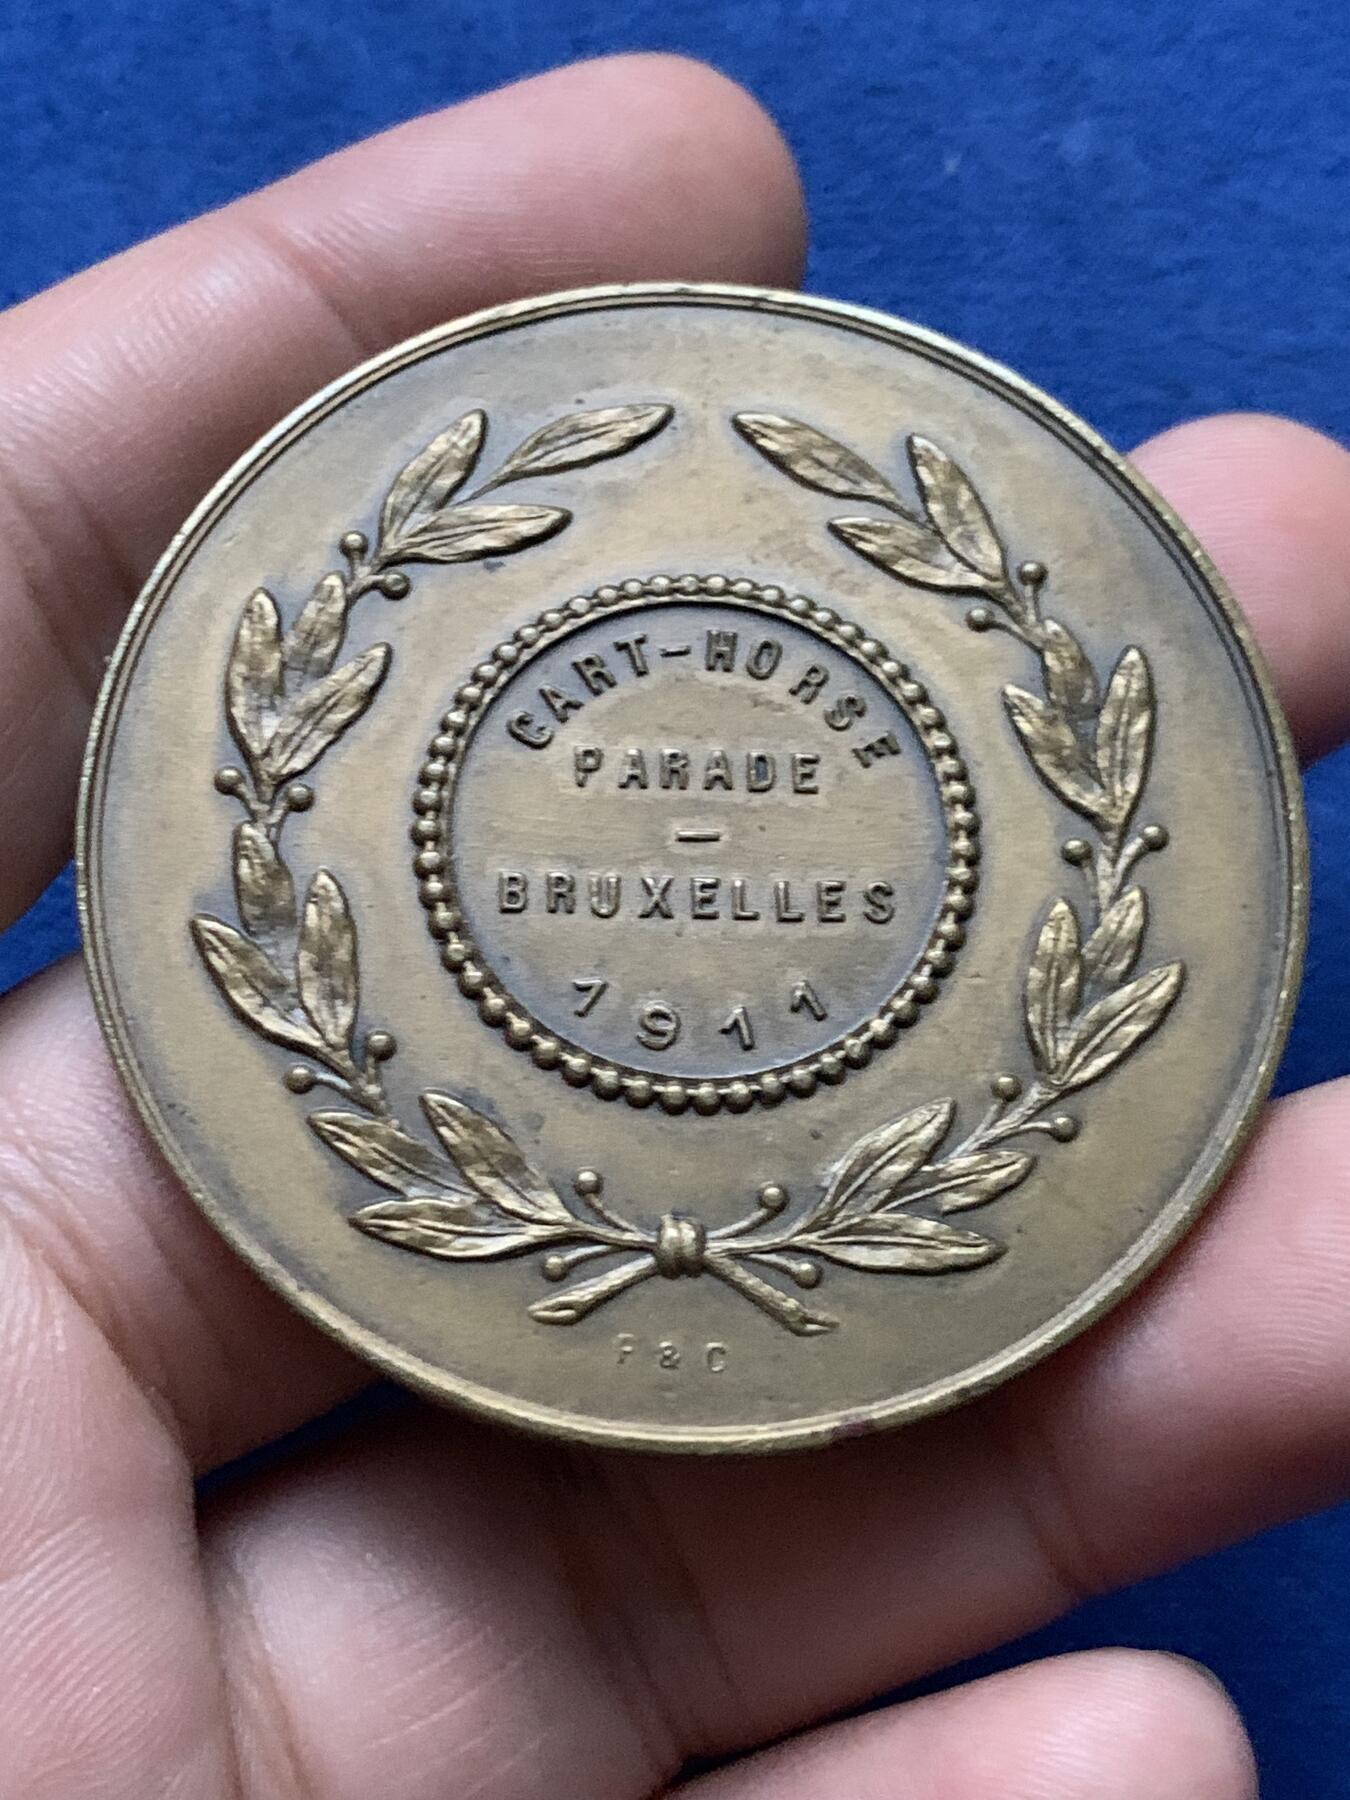 CART-HORSE
PARADE
—
BRUXELLES
1911
F & C